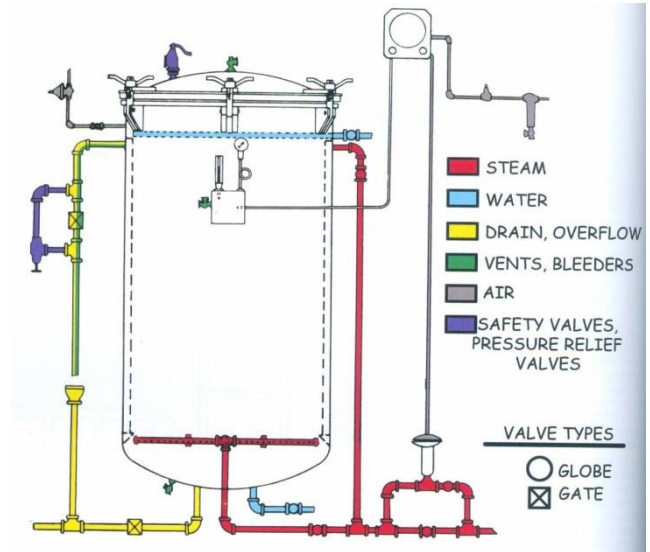 STEAM
WATER
DRAIN, OVERFLOW
VENTS, BLEEDERS
AIR
SAFETY VALVES,
PRESSURE RELIEF
VALVES
VALVE TYPES
GLOBE
GATE